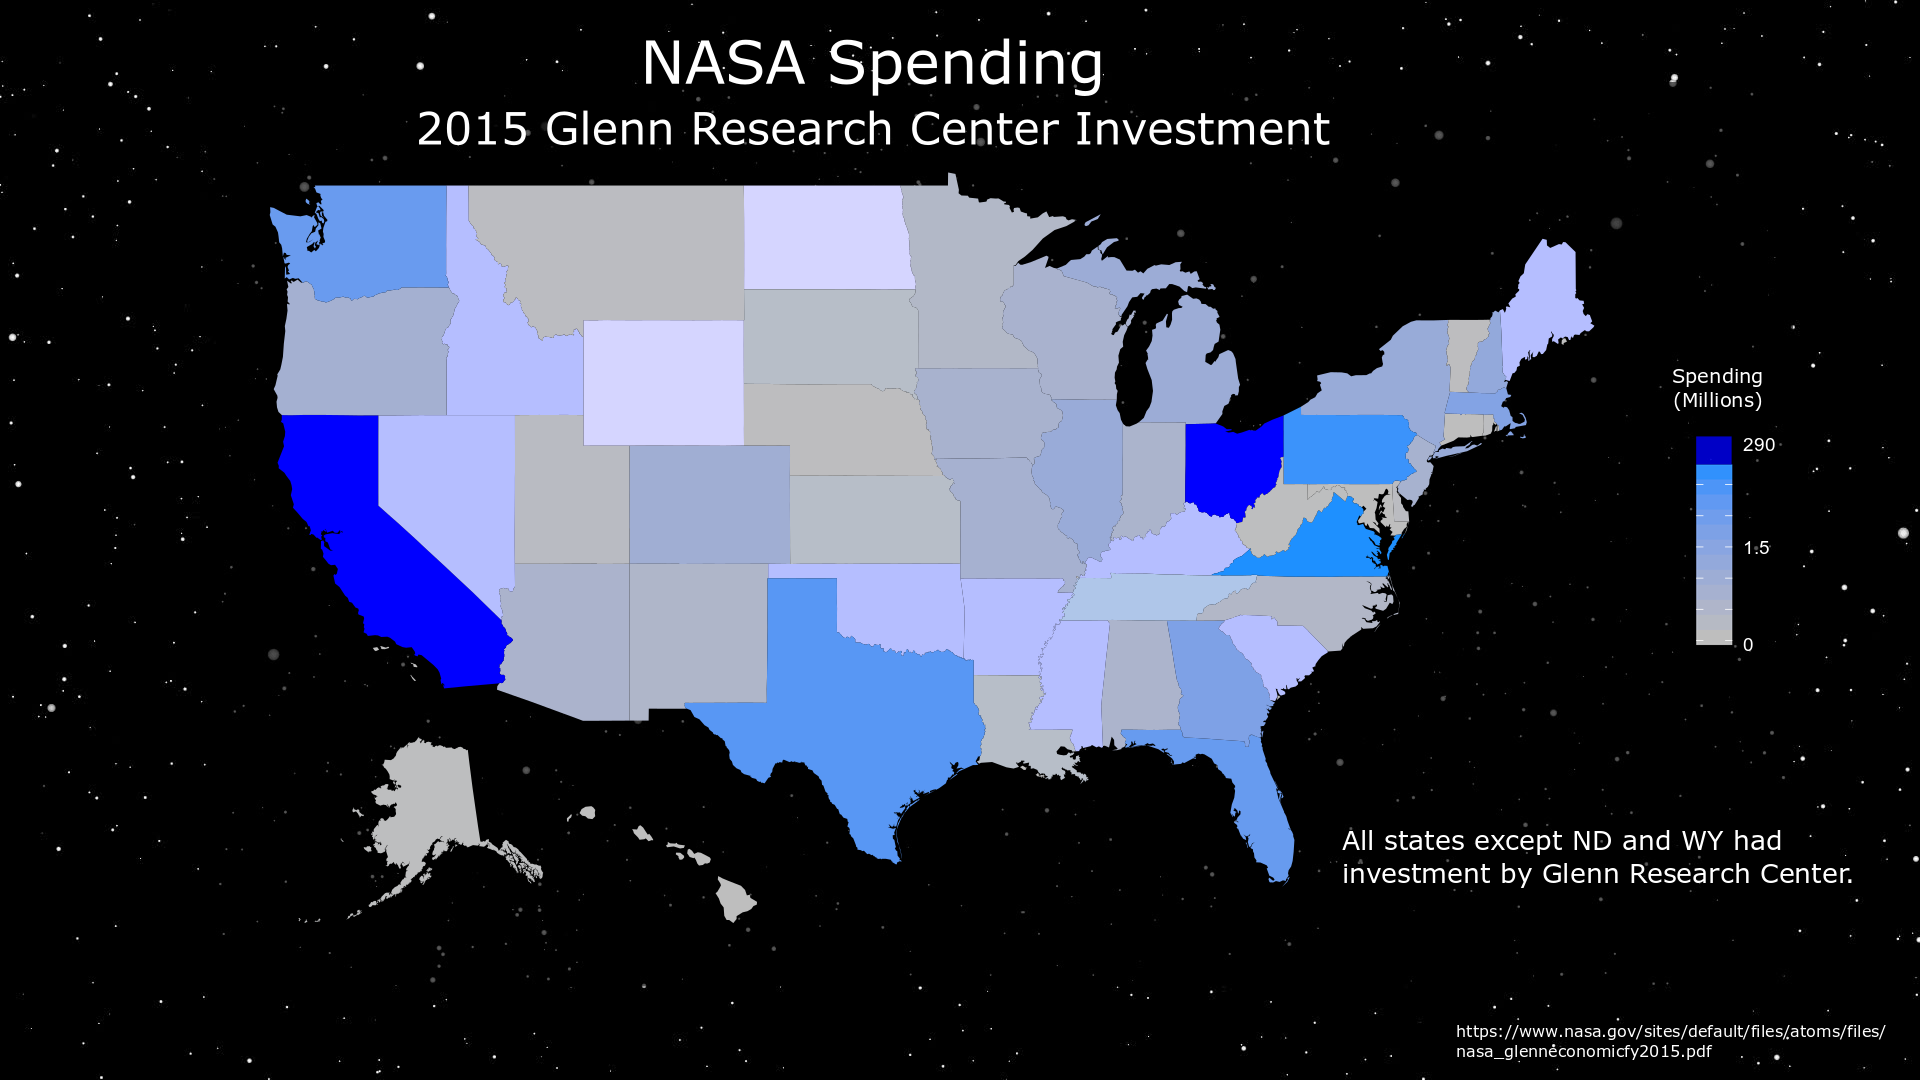 NASA Spending
2015 Glenn Research Center Investment
Spending
(Millions)
290
1.5
0
All states except ND and WY had
investment by Glenn Research Center.
https://www.nasa.gov/sites/default/files/atoms/files/
nasa_glenneconomicfy2015.pdf